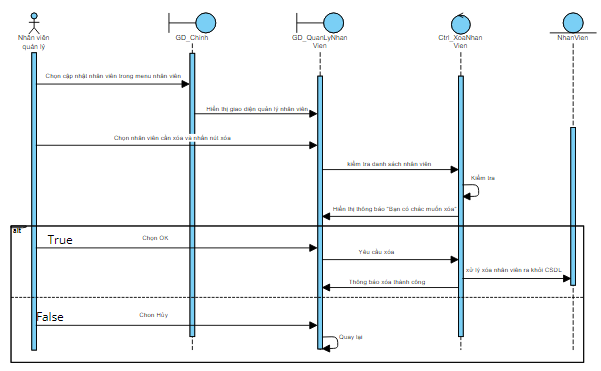 Nhân viên
quản lý
GD_Chinh
GD_QuanLyNhan
Vien
Ctrl_XoaNhan
Vien
NhanVien
Chọn cập nhật nhân viên trong menu nhân viên
Hiển thị giao diện quản lý nhân viên
Chọn nhân viên cần xóa và nhấn nút xóa
kiểm tra danh sách nhân viên
Kiểm tra
Hiển thị thông báo "Bạn có chắc muốn xóa"
alt
True
Chọn OK
Yêu cầu xóa
xử lý xóa nhân viên ra khỏi CSDL
Thông báo xóa thành công
False
Chọn Hủy
Quay lại